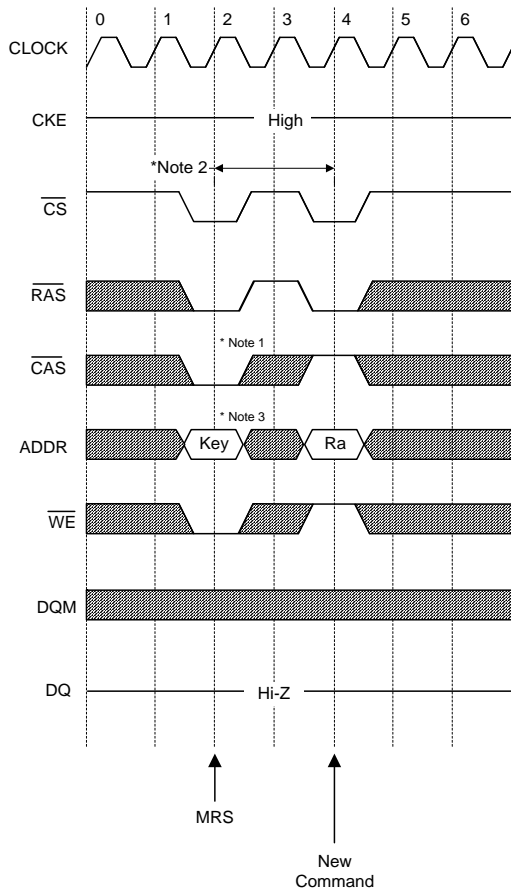 0 1 2 3 4 5 6
CLOCK
CKE High
*Note 2
CS
RAS
* Note 1
CAS
* Note 3
ADDR Key Ra
WE
DQM
DQ Hi-Z
MRS
New
Command